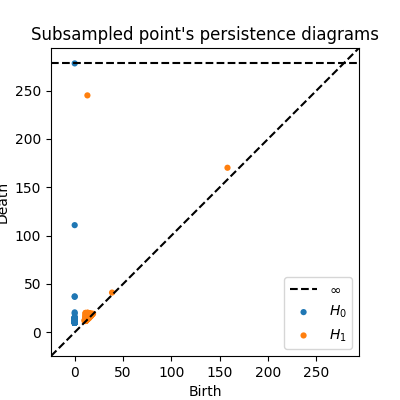 Subsampled point's persistence diagrams
Death
250
200
150
100
50
0
∞
H₀
H₁
0 50 100 150 200 250
Birth